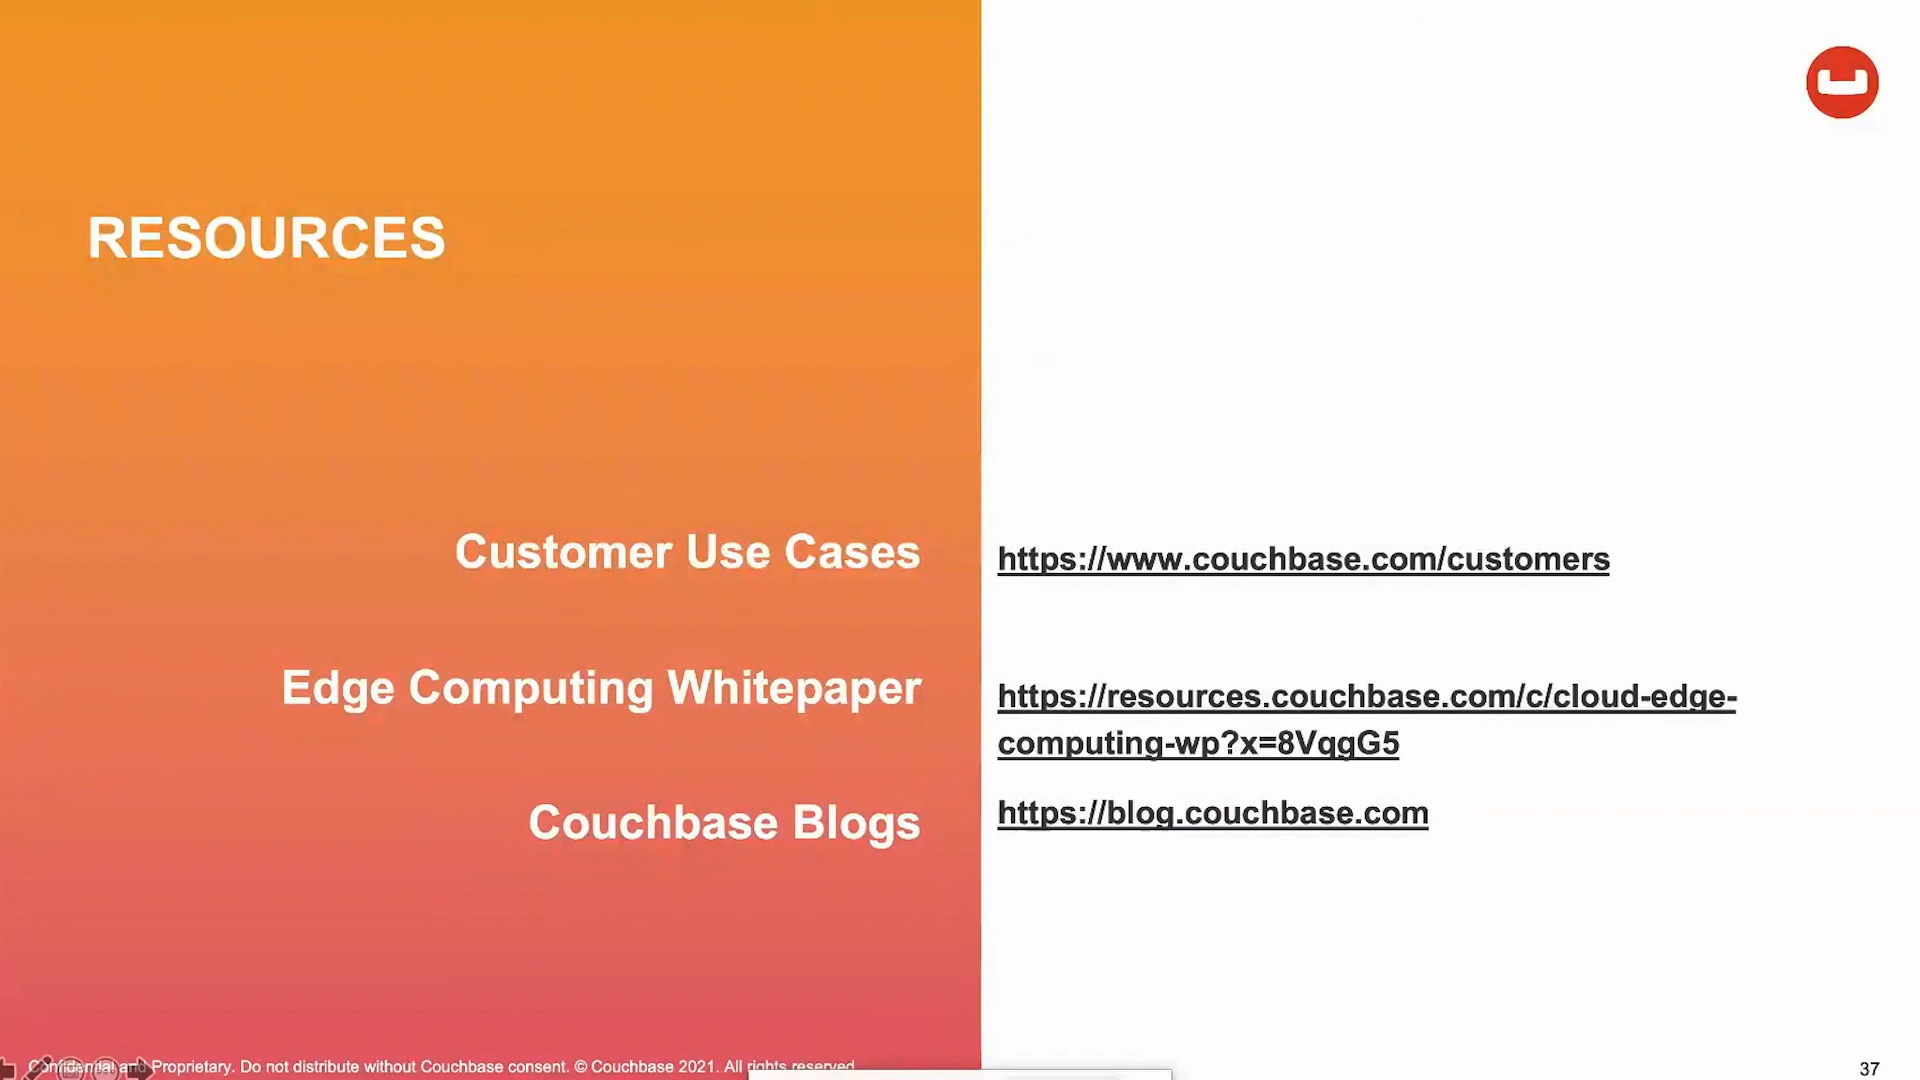 RESOURCES
Customer Use Cases
https://www.couchbase.com/customers
Edge Computing Whitepaper
https://resources.couchbase.com/c/cloud-edge-
computing-wp?x=8VqgG5
Couchbase Blogs
https://blog.couchbase.com
Confidential and Proprietary. Do not distribute without Couchbase consent. © Couchbase 2021. All rights reserved.
37